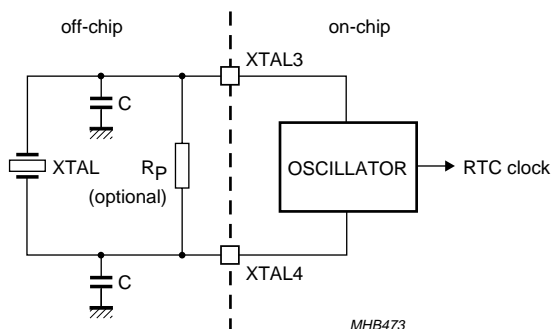 off-chip
on-chip
XTAL3
C
XTAL
RP
(optional)
OSCILLATOR
RTC clock
XTAL4
C
MHB473